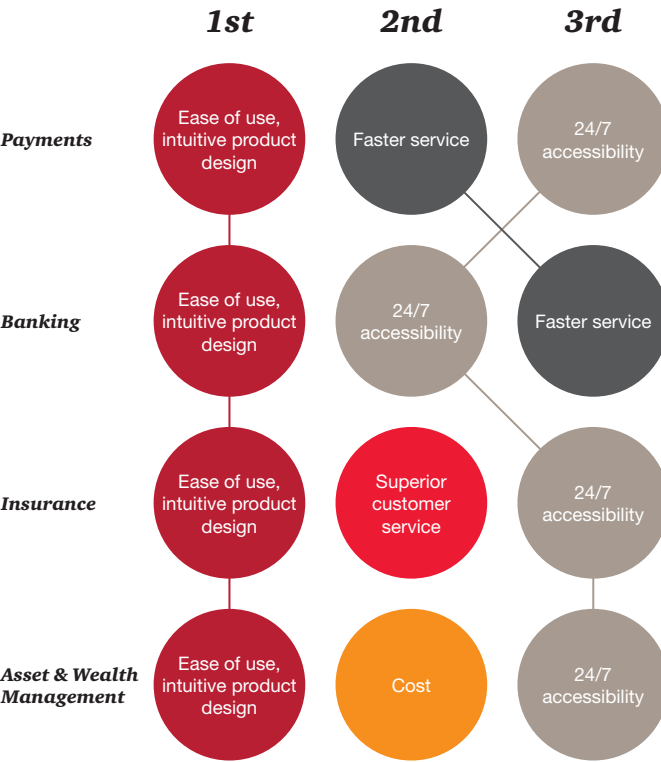 1st 2nd 3rd
Payments
Ease of use,
intuitive product
design
Faster service
24/7
accessibility
Banking
Ease of use,
intuitive product
design
24/7
accessibility
Faster service
Insurance
Ease of use,
intuitive product
design
Superior
customer
service
24/7
accessibility
Asset & Wealth
Management
Ease of use,
intuitive product
design
Cost
24/7
accessibility